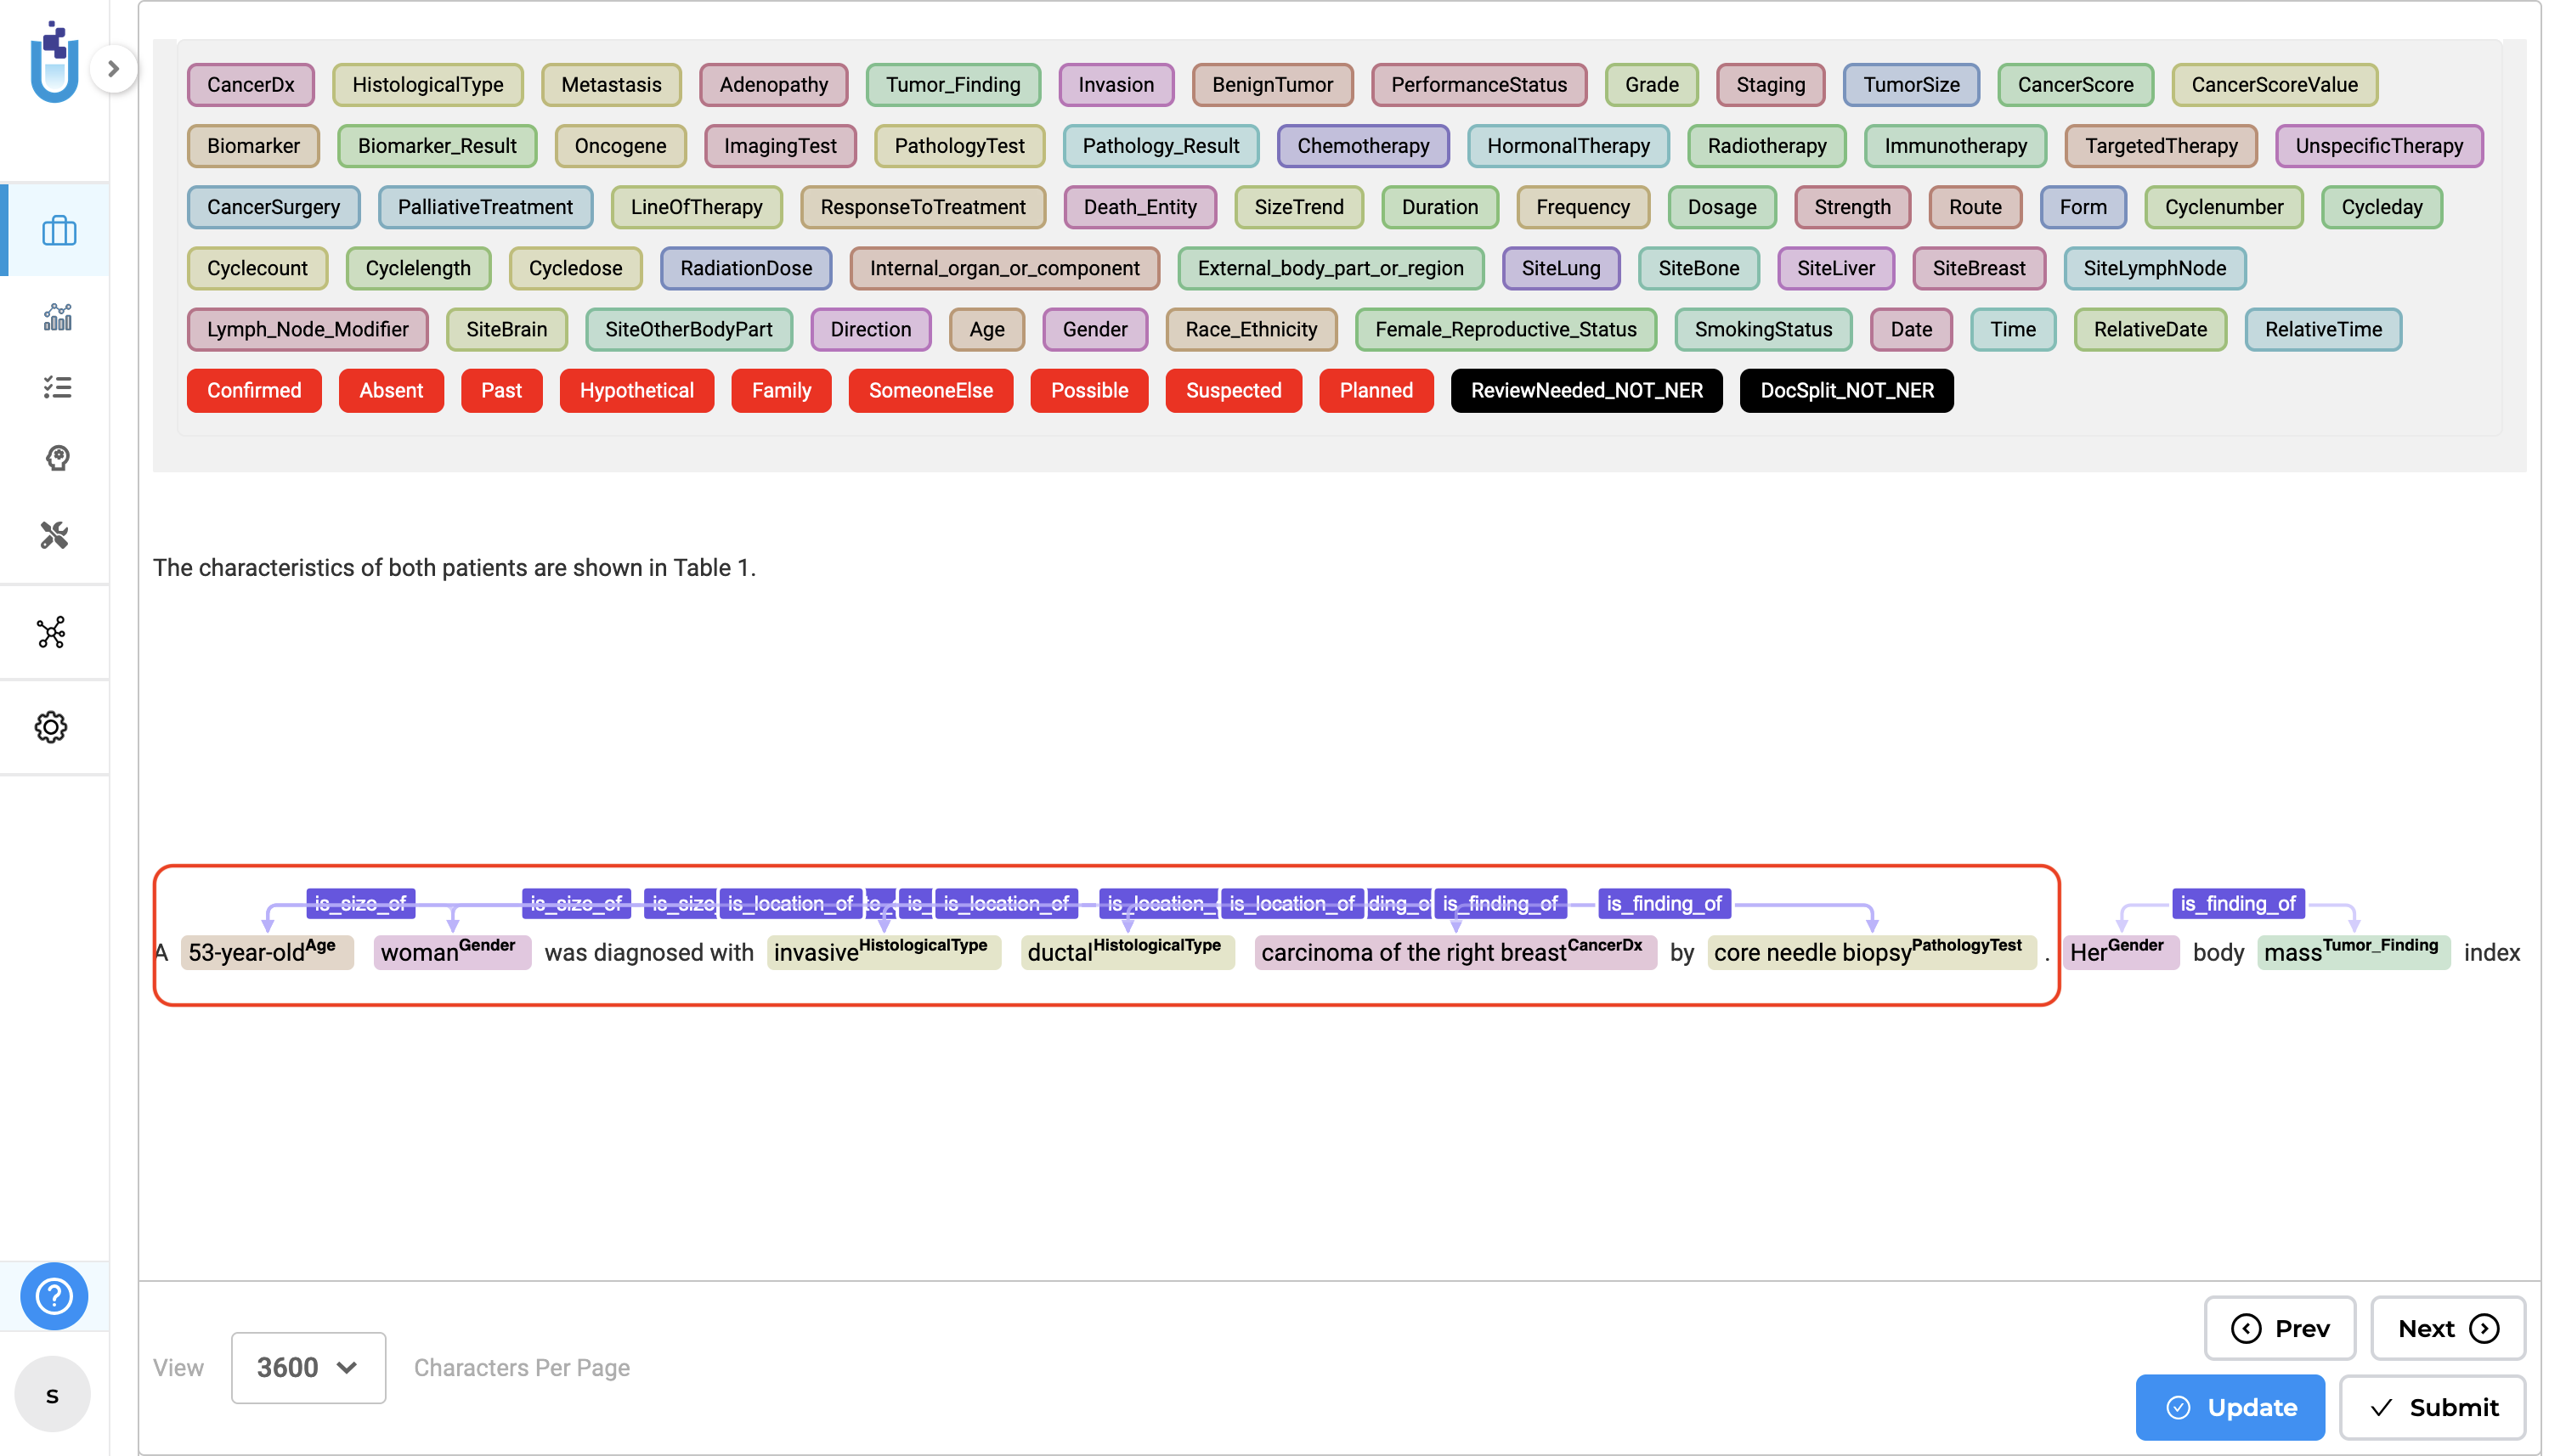 CancerDx HistologicalType Metastasis Adenopathy Tumor_Finding Invasion BenignTumor PerformanceStatus Grade Staging TumorSize CancerScore CancerScoreValue
Biomarker Biomarker_Result Oncogene ImagingTest PathologyTest Pathology_Result Chemotherapy HormonalTherapy Radiotherapy Immunotherapy TargetedTherapy UnspecificTherapy
CancerSurgery PalliativeTreatment LineOfTherapy ResponseToTreatment Death_Entity SizeTrend Duration Frequency Dosage Strength Route Form Cyclenumber Cycleday
Cyclecount Cyclelength Cycledose RadiationDose Internal_organ_or_component External_body_part_or_region SiteLung SiteBone SiteLiver SiteBreast SiteLymphNode
Lymph_Node_Modifier SiteBrain SiteOtherBodyPart Direction Age Gender Race_Ethnicity Female_Reproductive_Status SmokingStatus Date Time RelativeDate RelativeTime
Confirmed Absent Past Hypothetical Family SomeoneElse Possible Suspected Planned ReviewNeeded_NOT_NER DocSplit_NOT_NER
The characteristics of both patients are shown in Table 1.
is_size_of is_size_of is_size is_location_of is_ is_location_of is_location_ is_location_of ding_o is_finding_of is_finding_of is_finding_of
A 53-year-old Age woman Gender was diagnosed with invasive HistologicalType ductal HistologicalType carcinoma of the right breast CancerDx by core needle biopsy PathologyTest . Her Gender body mass Tumor_Finding index
Prev Next
View 3600 Characters Per Page
s
Update Submit